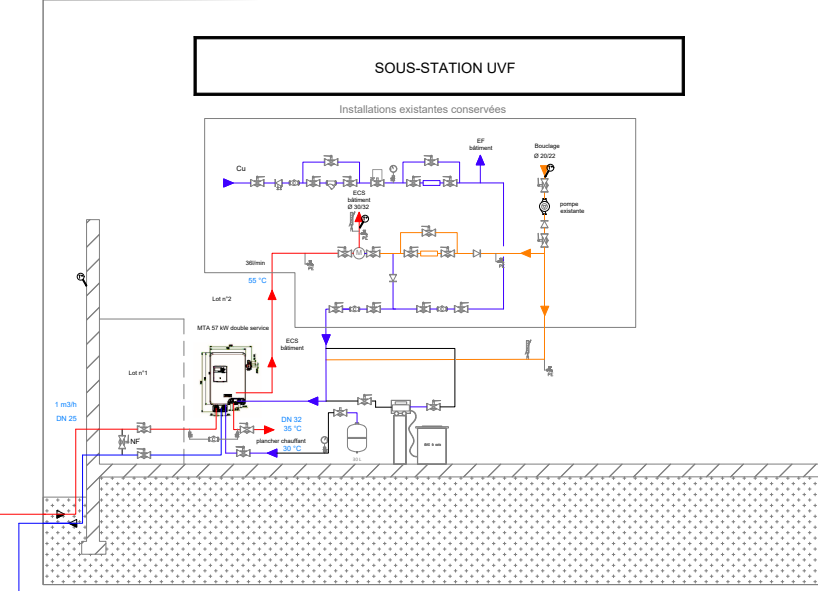 SOUS-STATION UVF
Installations existantes conservées
EF
bâtiment
Bouclage
Ø 20/22
Cu
ECS
bâtiment
Ø 30/32
pompe
existante
M
36l/min
55 °C
Lot n°2
MTA 57 kW double service
ECS
bâtiment
Lot n°1
1 m3/h
DN 25
DN 32
35 °C
NF
plancher chauffant
30 °C